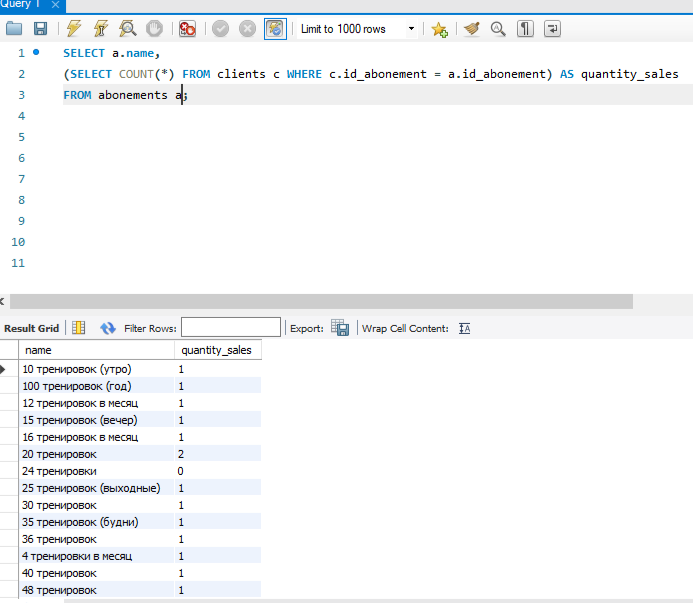 Query 1
Limit to 1000 rows
1 SELECT a.name,
2 (SELECT COUNT(*) FROM clients c WHERE c.id_abonement = a.id_abonement) AS quantity_sales
3 FROM abonements a;
4
5
6
7
8
9
10
11
Result Grid Filter Rows: Export: Wrap Cell Content:
name quantity_sales
10 тренировок (утро) 1
100 тренировок (год) 1
12 тренировок в месяц 1
15 тренировок (вечер) 1
16 тренировок в месяц 1
20 тренировок 2
24 тренировки 0
25 тренировок (выходные) 1
30 тренировок 1
35 тренировок (будни) 1
36 тренировок 1
4 тренировки в месяц 1
40 тренировок 1
48 тренировок 1